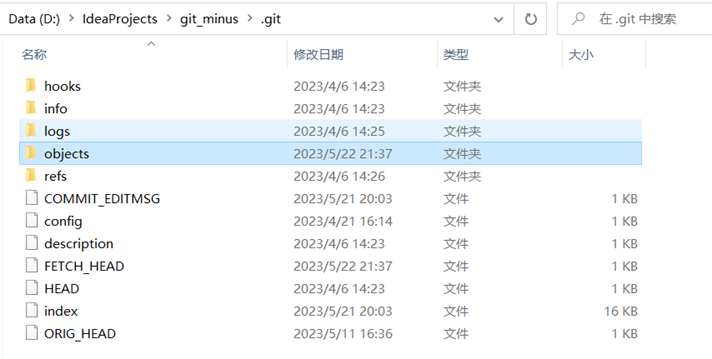 Data (D:) > IdeaProjects > git_minus > .git 在 .git 中搜索
名称 修改日期 类型 大小
hooks 2023/4/6 14:23 文件夹
info 2023/4/6 14:23 文件夹
logs 2023/4/6 14:25 文件夹
objects 2023/5/22 21:37 文件夹
refs 2023/4/6 14:26 文件夹
COMMIT_EDITMSG 2023/5/21 20:03 文件 1 KB
config 2023/4/21 16:14 文件 1 KB
description 2023/4/6 14:23 文件 1 KB
FETCH_HEAD 2023/5/22 21:37 文件 1 KB
HEAD 2023/4/6 14:23 文件 1 KB
index 2023/5/21 20:03 文件 16 KB
ORIG_HEAD 2023/5/11 16:36 文件 1 KB